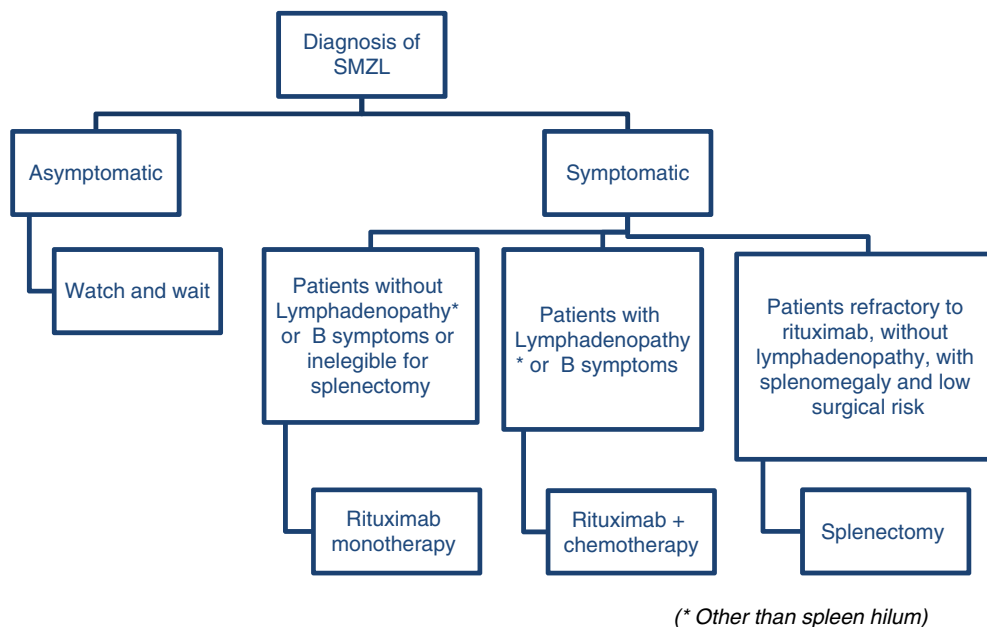 Diagnosis of
SMZL
Asymptomatic
Symptomatic
Watch and wait
Patients without
Lymphadenopathy*
or B symptoms or
inelegible for
splenectomy
Patients with
Lymphadenopathy
* or B symptoms
Patients refractory to
rituximab, without
lymphadenopathy, with
splenomegaly and low
surgical risk
Rituximab
monotherapy
Rituximab +
chemotherapy
Splenectomy
(* Other than spleen hilum)